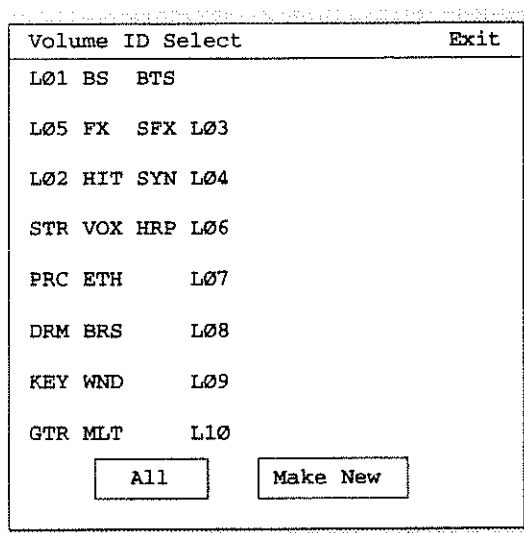 Volume ID Select Exit
LØ1 BS BTS
LØ5 FX SFX LØ3
LØ2 HIT SYN LØ4
STR VOX HRP LØ6
PRC ETH LØ7
DRM BRS LØ8
KEY WND LØ9
GTR MLT L1Ø
All Make New